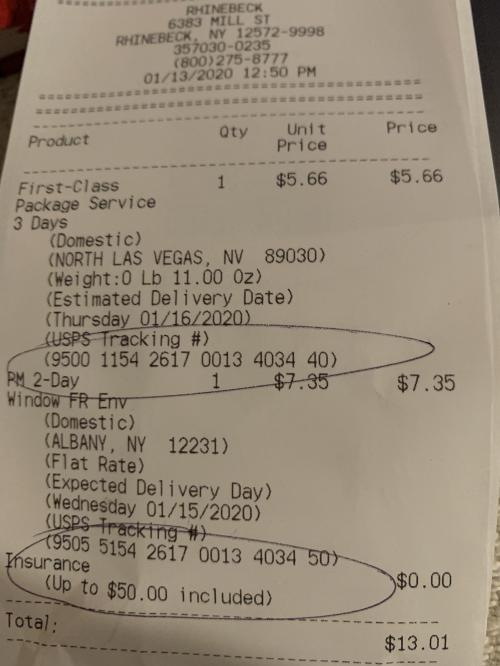 RHINEBECK
6383 MILL ST
RHINEBECK, NY 12572-9998
357030-0235
(800)275-8777
01/13/2020 12:50 PM
Product Qty Unit Price Price
First-Class 1 $5.66 $5.66
Package Service
3 Days
(Domestic)
(NORTH LAS VEGAS, NV 89030)
(Weight:0 Lb 11.00 Oz)
(Estimated Delivery Date)
(Thursday 01/16/2020)
(USPS Tracking #)
(9500 1154 2617 0013 4034 40)
PM 2-Day 1 $7.35 $7.35
Window FR Env
(Domestic)
(ALBANY, NY 12231)
(Flat Rate)
(Expected Delivery Day)
(Wednesday 01/15/2020)
(USPS Tracking #)
(9505 5154 2617 0013 4034 50)
Insurance $0.00
(Up to $50.00 included)
Total: $13.01